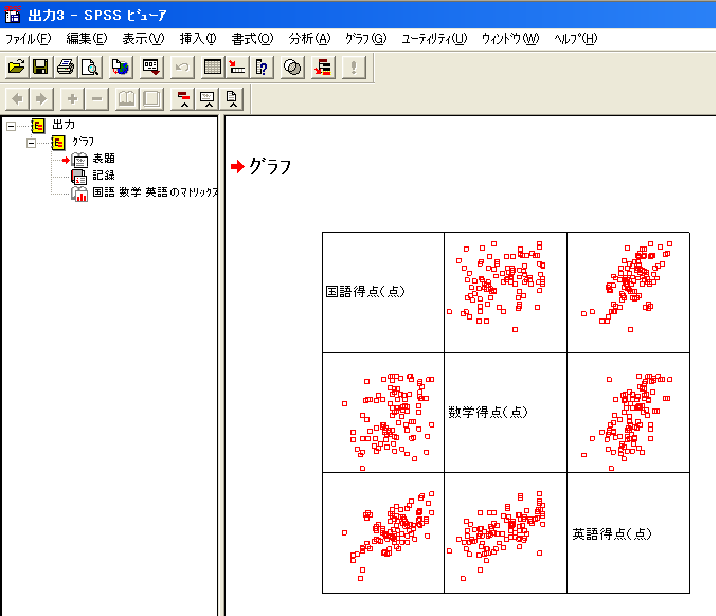 出力3 - SPSS ビューア
ファイル(F) 編集(E) 表示(V) 挿入(I) 書式(O) 分析(A) グラフ(G) ユーティリティ(U) ウィンドウ(W) ヘルプ(H)
出力
グラフ
表題
記録
国語 数学 英語のマトリックス
グラフ
国語得点(点)
数学得点(点)
英語得点(点)